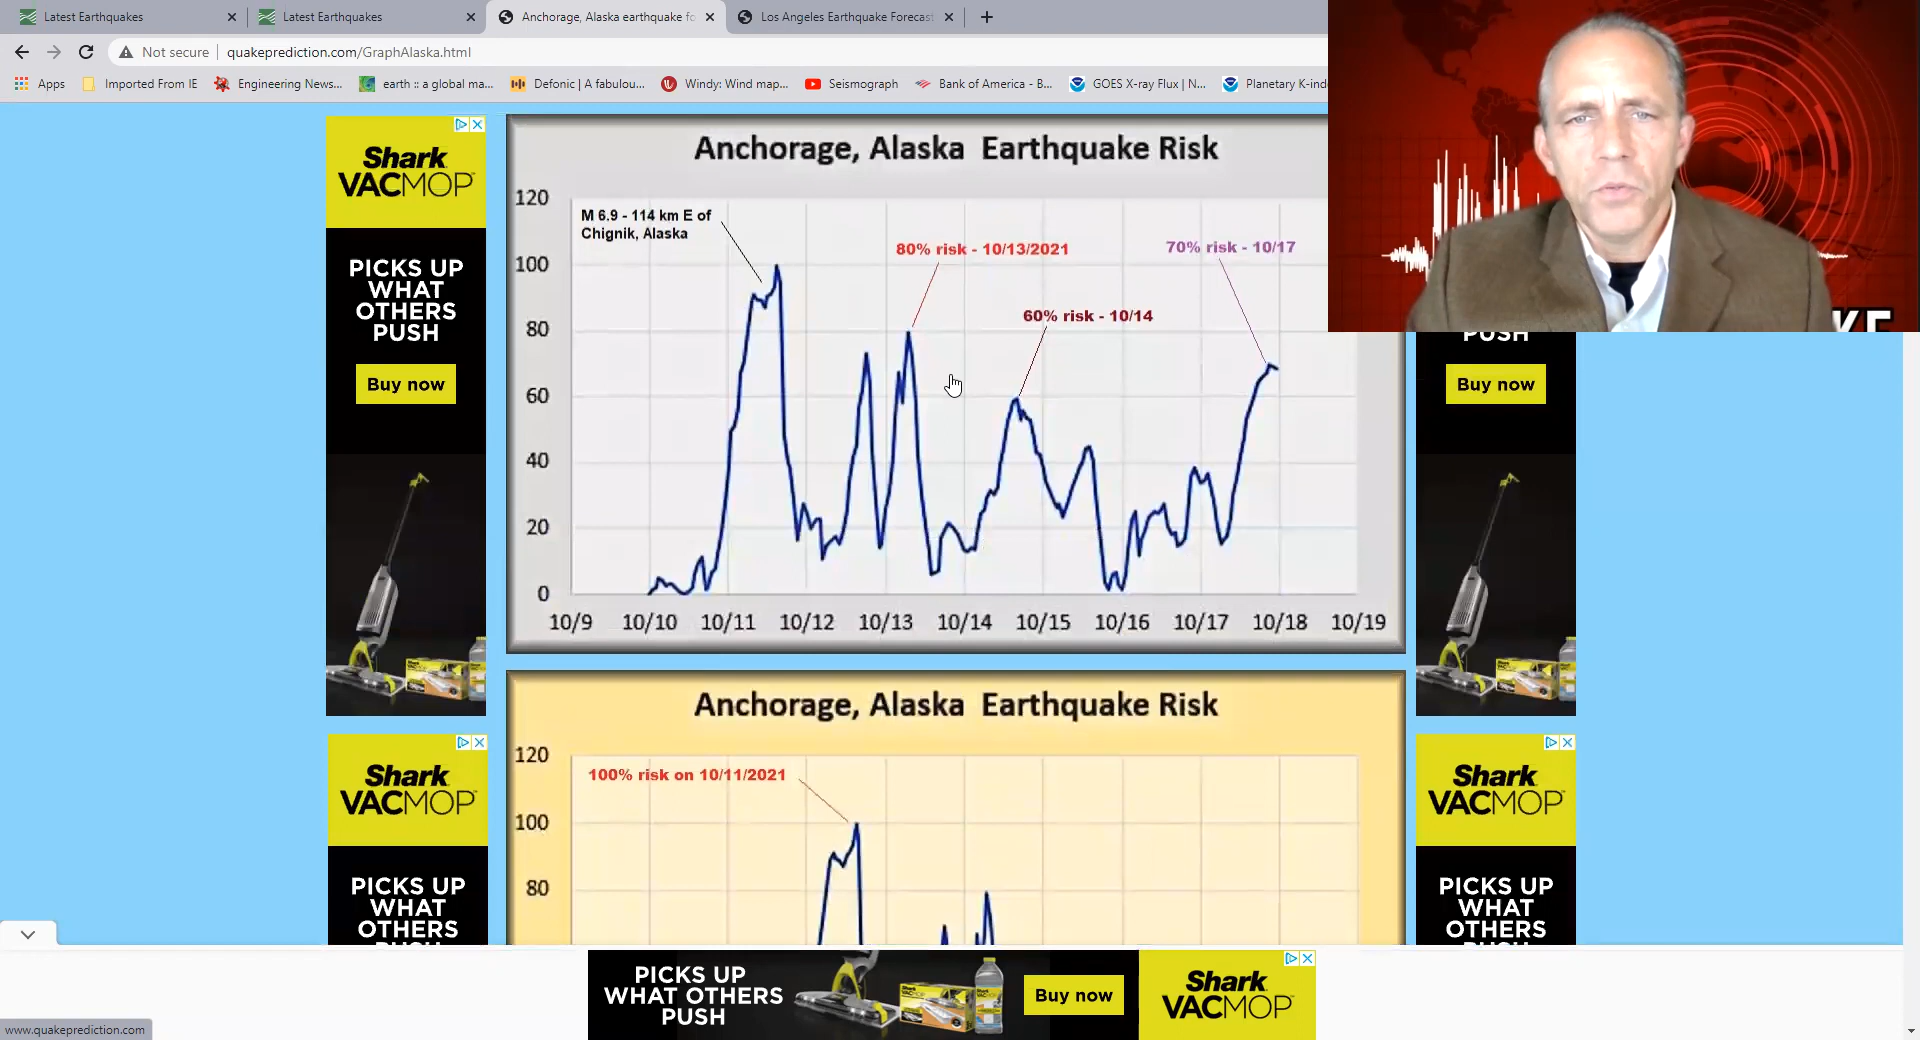 Latest Earthquakes
Latest Earthquakes
Anchorage, Alaska earthquake fo
Los Angeles Earthquake Forecast
Not secure
quakeprediction.com/GraphAlaska.html
Apps
Imported From IE
Engineering News...
earth :: a global ma...
Defonic | A fabulou...
Windy: Wind map...
Seismograph
Bank of America - B...
GOES X-ray Flux | N...
Planetary K-ind
Shark
VACMOP
PICKS UP
WHAT
OTHERS
PUSH
Buy now
Anchorage, Alaska Earthquake Risk
120
100
80
60
40
20
0
M 6.9 - 114 km E of
Chignik, Alaska
80% risk - 10/13/2021
60% risk - 10/14
70% risk - 10/17
10/9 10/10 10/11 10/12 10/13 10/14 10/15 10/16 10/17 10/18 10/19
KE
PUSH
Buy now
Shark
VACMOP
PICKS UP
WHAT
OTHERS
PUSH
Anchorage, Alaska Earthquake Risk
120
100
80
100% risk on 10/11/2021
Shark
VACMOP
PICKS UP
WHAT
OTHERS
PICKS UP
WHAT OTHERS
PUSH
Buy now
Shark
VACMOP
www.quakeprediction.com